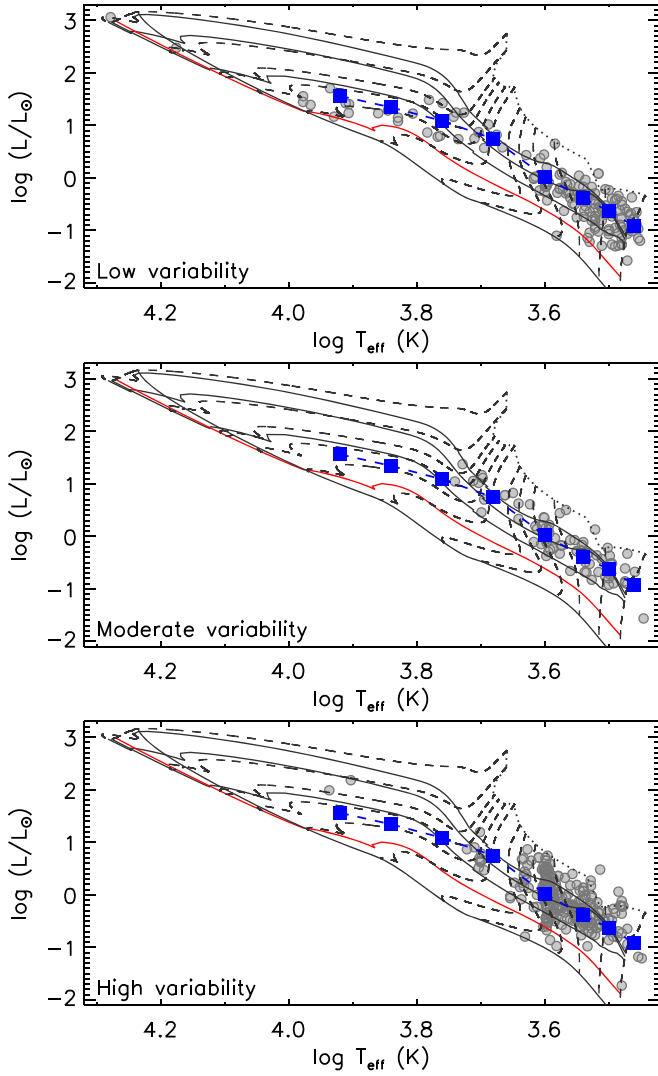 3
2
1
0
−1
−2
log (L/L⊙)
Low variability
4.2 4.0 3.8 3.6
log Teff (K)
3
2
1
0
−1
−2
log (L/L⊙)
Moderate variability
4.2 4.0 3.8 3.6
log Teff (K)
3
2
1
0
−1
−2
log (L/L⊙)
High variability
4.2 4.0 3.8 3.6
log Teff (K)